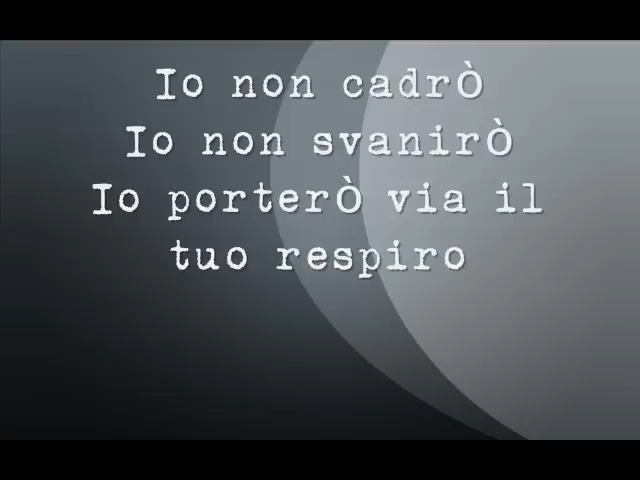 Io non cadrÒ
Io non svanirÒ
Io porterÒ via il
tuo respiro